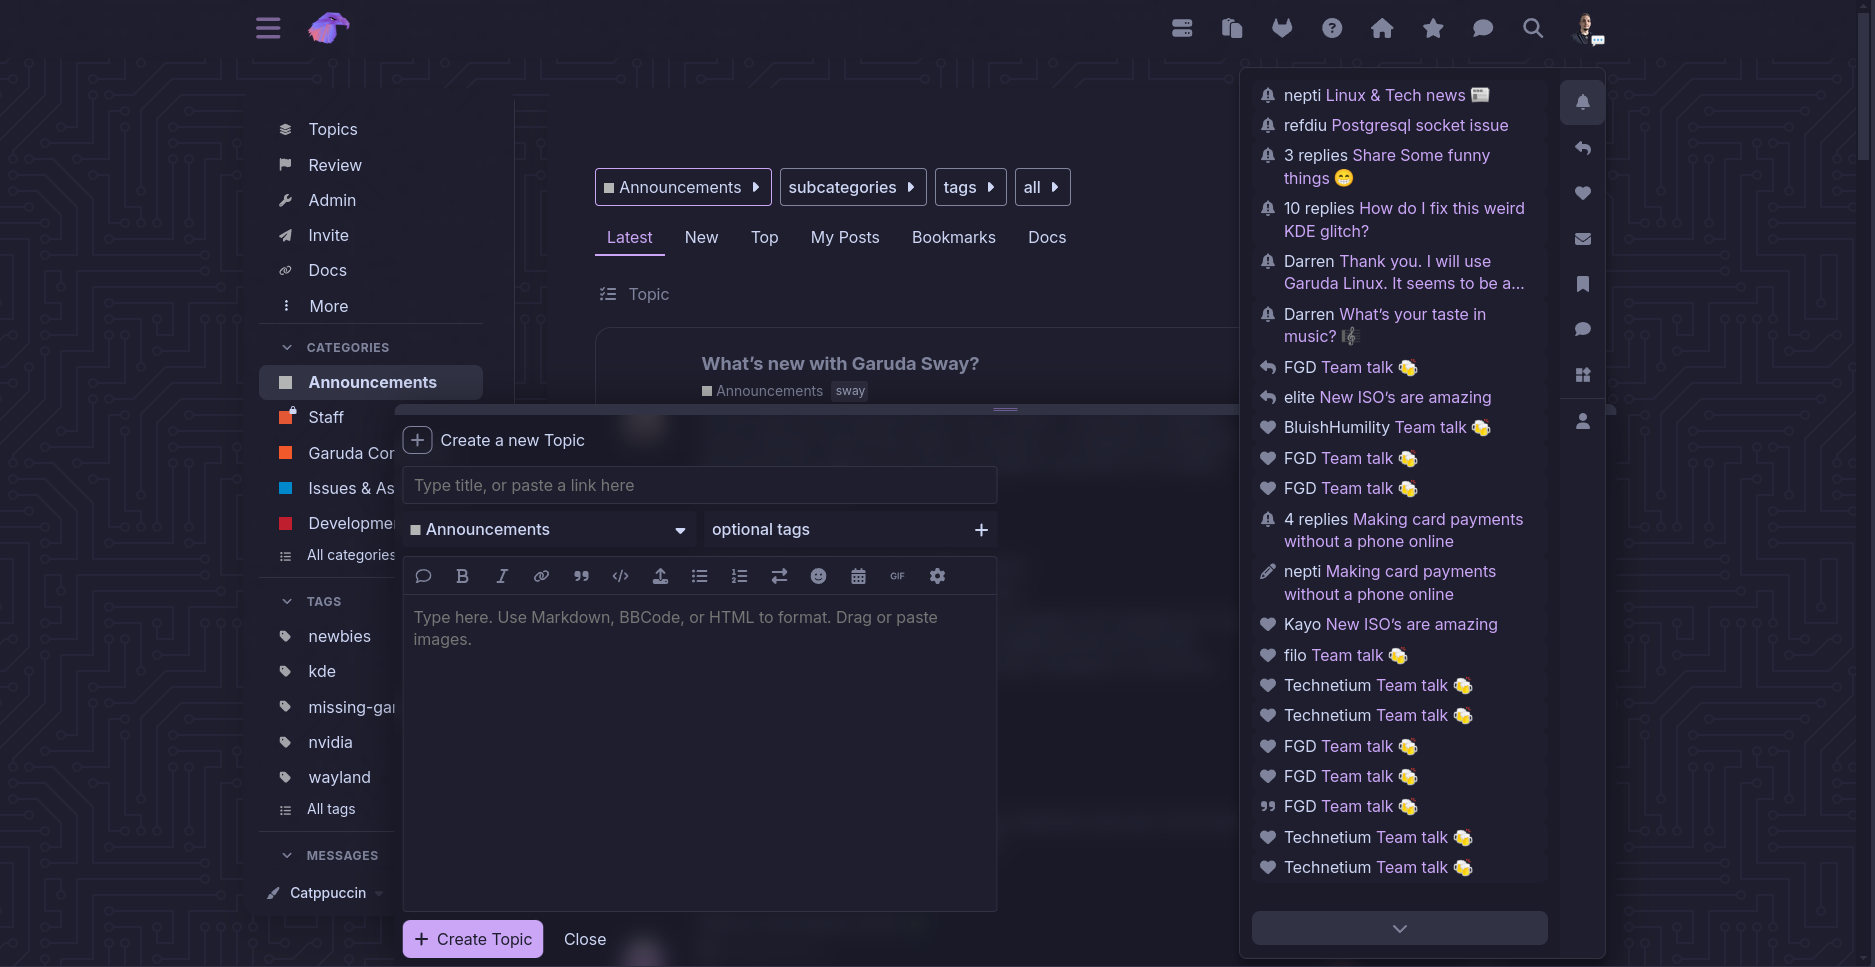 Topics
Review
Admin
Invite
Docs
More
CATEGORIES
Announcements
Staff
Garuda Cor
Issues & As
Developme
All categories
TAGS
newbies
kde
missing-gar
nvidia
wayland
All tags
MESSAGES
Catppuccin
Announcements
subcategories
tags
all
Latest New Top My Posts Bookmarks Docs
Topic
What's new with Garuda Sway?
Announcements sway
Create a new Topic
Type title, or paste a link here
Announcements
optional tags
GIF
Type here. Use Markdown, BBCode, or HTML to format. Drag or paste
images.
Create Topic
Close
nepti Linux & Tech news
refdiu Postgresql socket issue
3 replies Share Some funny
things
10 replies How do I fix this weird
KDE glitch?
Darren Thank you. I will use
Garuda Linux. It seems to be a...
Darren What's your taste in
music?
FGD Team talk
elite New ISO's are amazing
BluishHumility Team talk
FGD Team talk
FGD Team talk
4 replies Making card payments
without a phone online
nepti Making card payments
without a phone online
Kayo New ISO's are amazing
filo Team talk
Technetium Team talk
Technetium Team talk
FGD Team talk
FGD Team talk
FGD Team talk
Technetium Team talk
Technetium Team talk